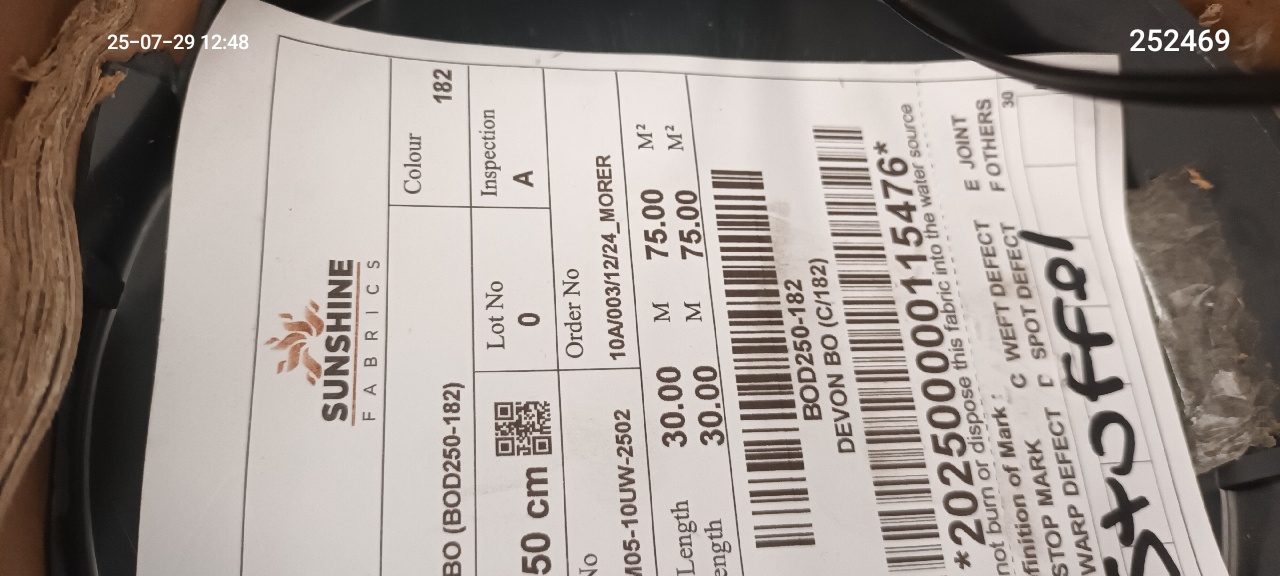 25-07-29 12:48
252469
SUNSHINE
FABRICS
BO (BOD250-182)
Colour
182
50 cm
Lot No
0
Inspection
A
No
M05-10UW-2502
Order No
10A/003/12/24_MORER
Length 30.00 M 75.00 M²
ength 30.00 M 75.00 M²
BOD250-182
DEVON BO (C/182)
*2025000000115476*
not burn or dispose this fabric into the water source
finition of Mark :
STOP MARK C WEFT DEFECT E JOINT
WARP DEFECT D SPOT DEFECT F OTHERS
30